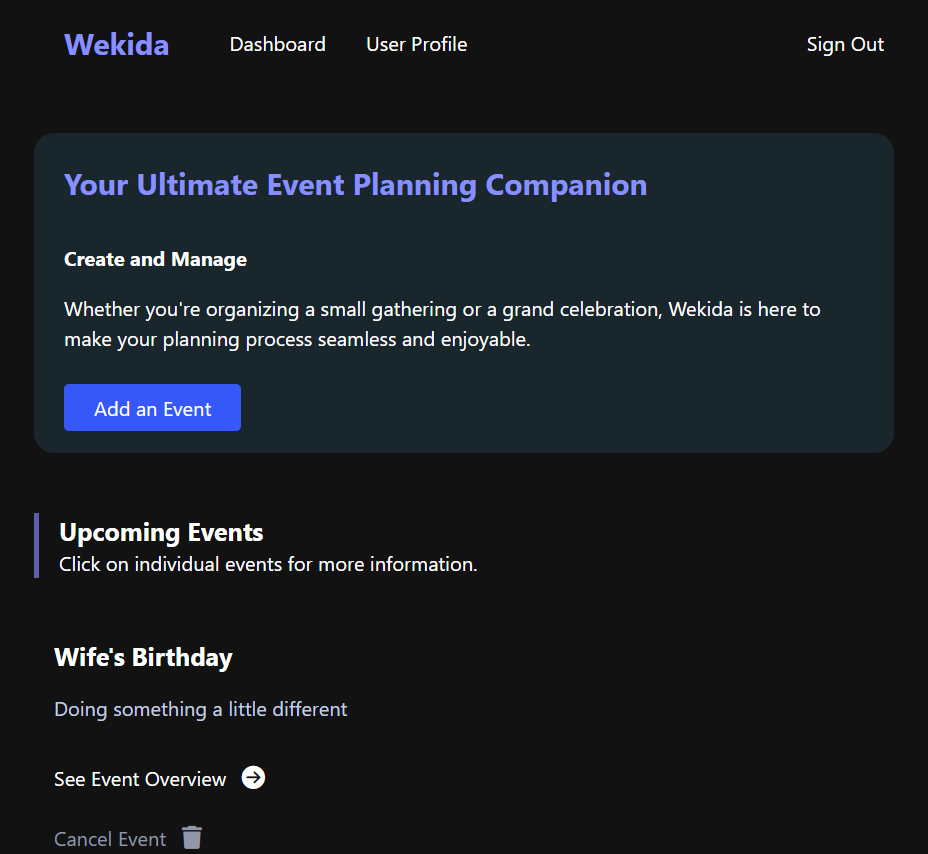 Wekida
Dashboard
User Profile
Sign Out
Your Ultimate Event Planning Companion
Create and Manage
Whether you're organizing a small gathering or a grand celebration, Wekida is here to
make your planning process seamless and enjoyable.
Add an Event
Upcoming Events
Click on individual events for more information.
Wife's Birthday
Doing something a little different
See Event Overview
Cancel Event